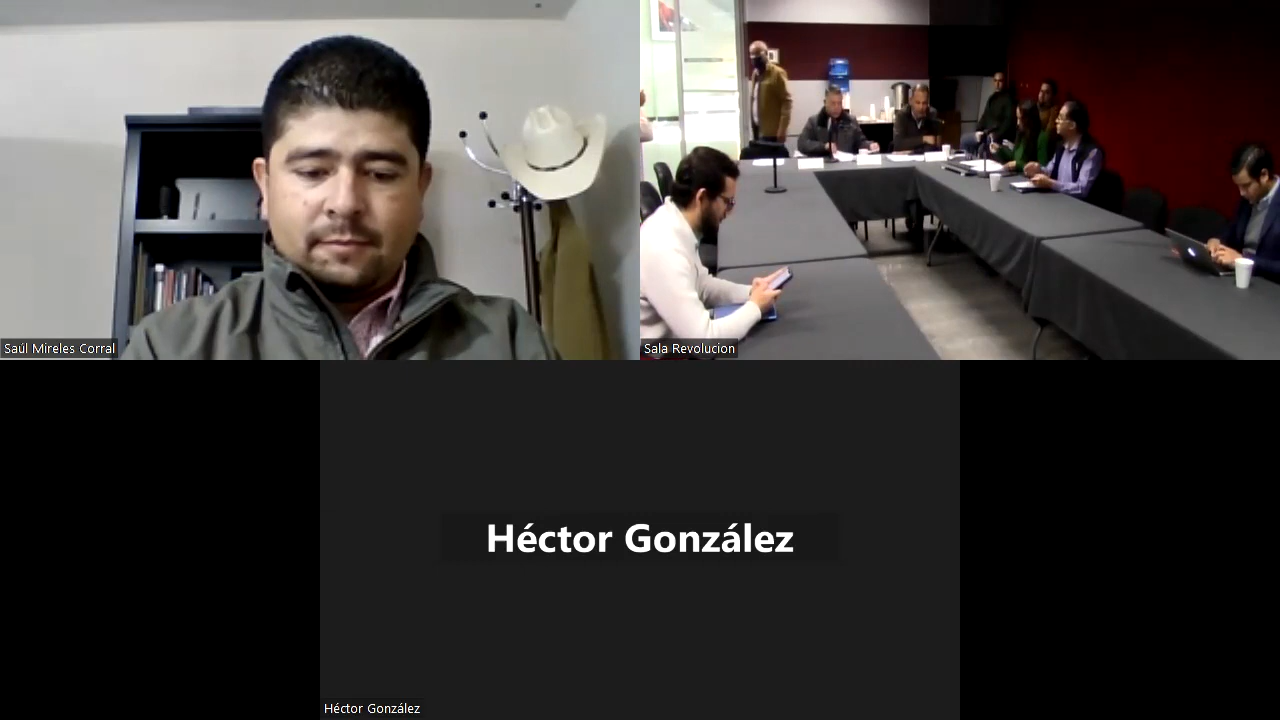 Saúl Mireles Corral
Sala Revolucion
Héctor González
Héctor González